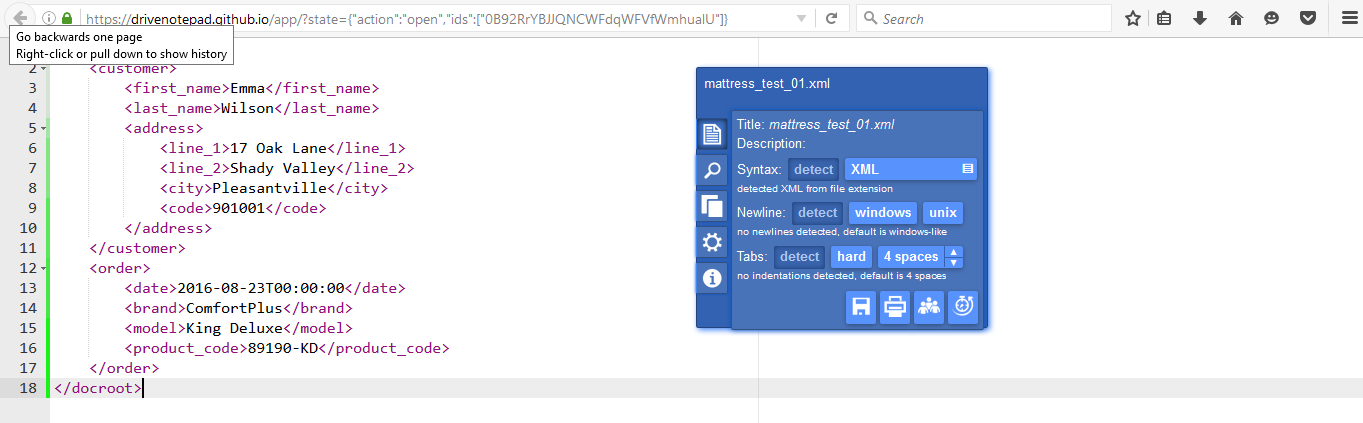 https://drivenotepad.github.io/app/?state={"action":"open","ids":["0B92RrYBJJQNCWFdqWFVfWmhualU"]}
Search
Go backwards one page
Right-click or pull down to show history
2 <customer>
3 <first_name>Emma</first_name>
4 <last_name>Wilson</last_name>
5 <address>
6 <line_1>17 Oak Lane</line_1>
7 <line_2>Shady Valley</line_2>
8 <city>Pleasantville</city>
9 <code>901001</code>
10 </address>
11 </customer>
12 <order>
13 <date>2016-08-23T00:00:00</date>
14 <brand>ComfortPlus</brand>
15 <model>King Deluxe</model>
16 <product_code>89190-KD</product_code>
17 </order>
18 </docroot>
mattress_test_01.xml
Title: mattress_test_01.xml
Description:
Syntax: detect XML
detected XML from file extension
Newline: detect windows unix
no newlines detected, default is windows-like
Tabs: detect hard 4 spaces
no indentations detected, default is 4 spaces